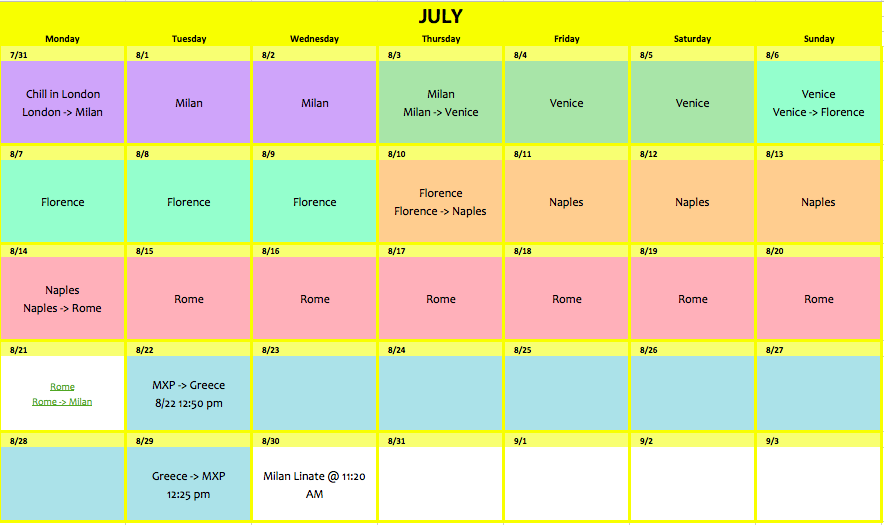 JULY
Monday Tuesday Wednesday Thursday Friday Saturday Sunday
7/31 8/1 8/2 8/3 8/4 8/5 8/6
Chill in London
London -> Milan
Milan
Milan
Milan
Milan -> Venice
Venice
Venice
Venice
Venice -> Florence
8/7 8/8 8/9 8/10 8/11 8/12 8/13
Florence
Florence
Florence
Florence
Florence -> Naples
Naples
Naples
Naples
8/14 8/15 8/16 8/17 8/18 8/19 8/20
Naples
Naples -> Rome
Rome
Rome
Rome
Rome
Rome
Rome
8/21 8/22 8/23 8/24 8/25 8/26 8/27
Rome
Rome -> Milan
MXP -> Greece
8/22 12:50 pm
8/28 8/29 8/30 8/31 9/1 9/2 9/3
Greece -> MXP
12:25 pm
Milan Linate @ 11:20
AM